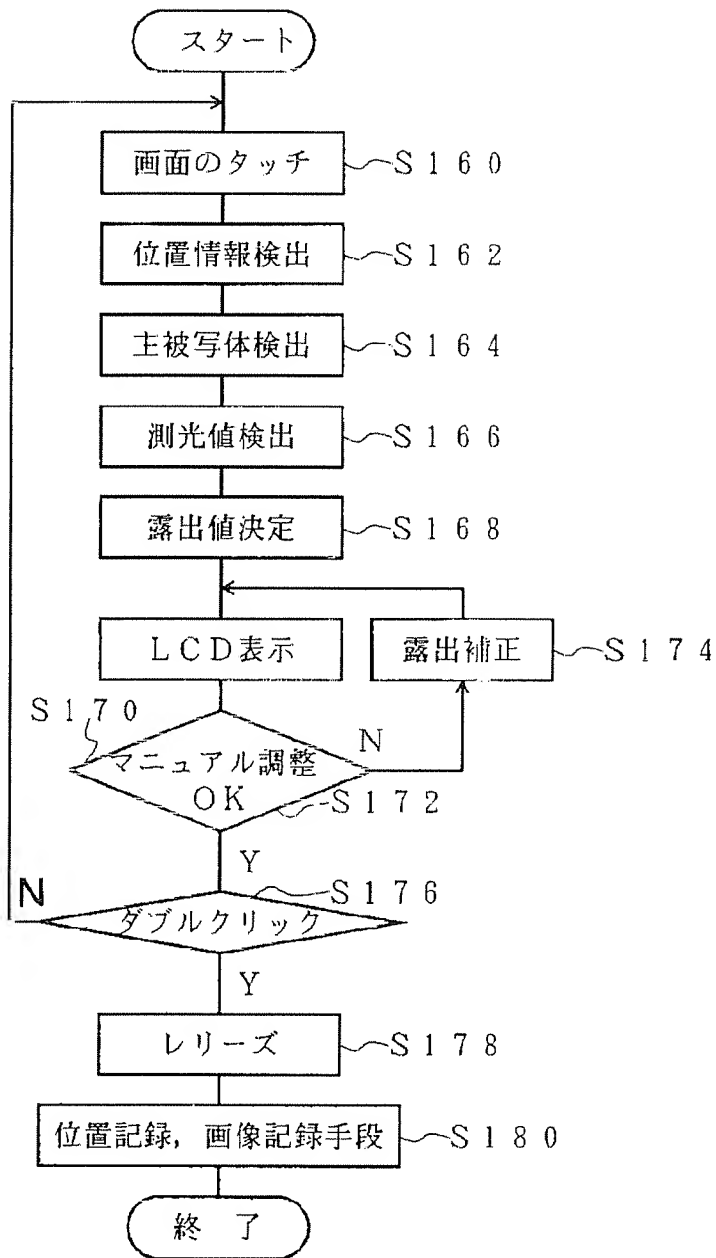 スタート
画面のタッチ S160
位置情報検出 S162
主被写体検出 S164
測光値検出 S166
露出値決定 S168
LCD表示 露出補正 S174
S170
マニュアル調整 N
OK S172
Y
N ダブルクリック S176
Y
レリーズ S178
位置記録，画像記録手段 S180
終 了